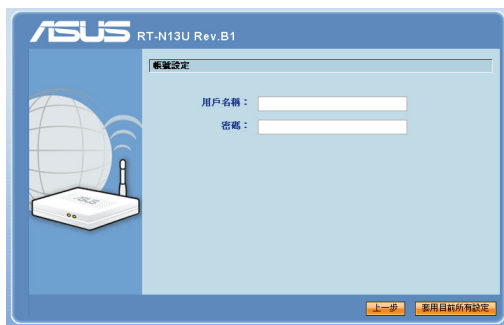 ASUS RT-N13U Rev.B1
帳號設定
用戶名稱：
密碼：
ASUS
上一步 套用目前所有設定